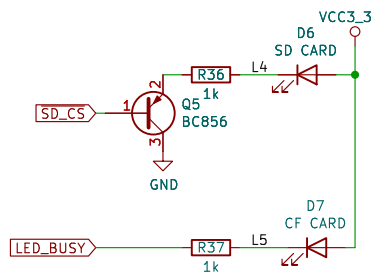 VCC3_3
D6
SD CARD
R36
1k
L4
2
1
3
Q5
BC856
SD_CS
GND
D7
CF CARD
LED_BUSY
R37
1k
L5